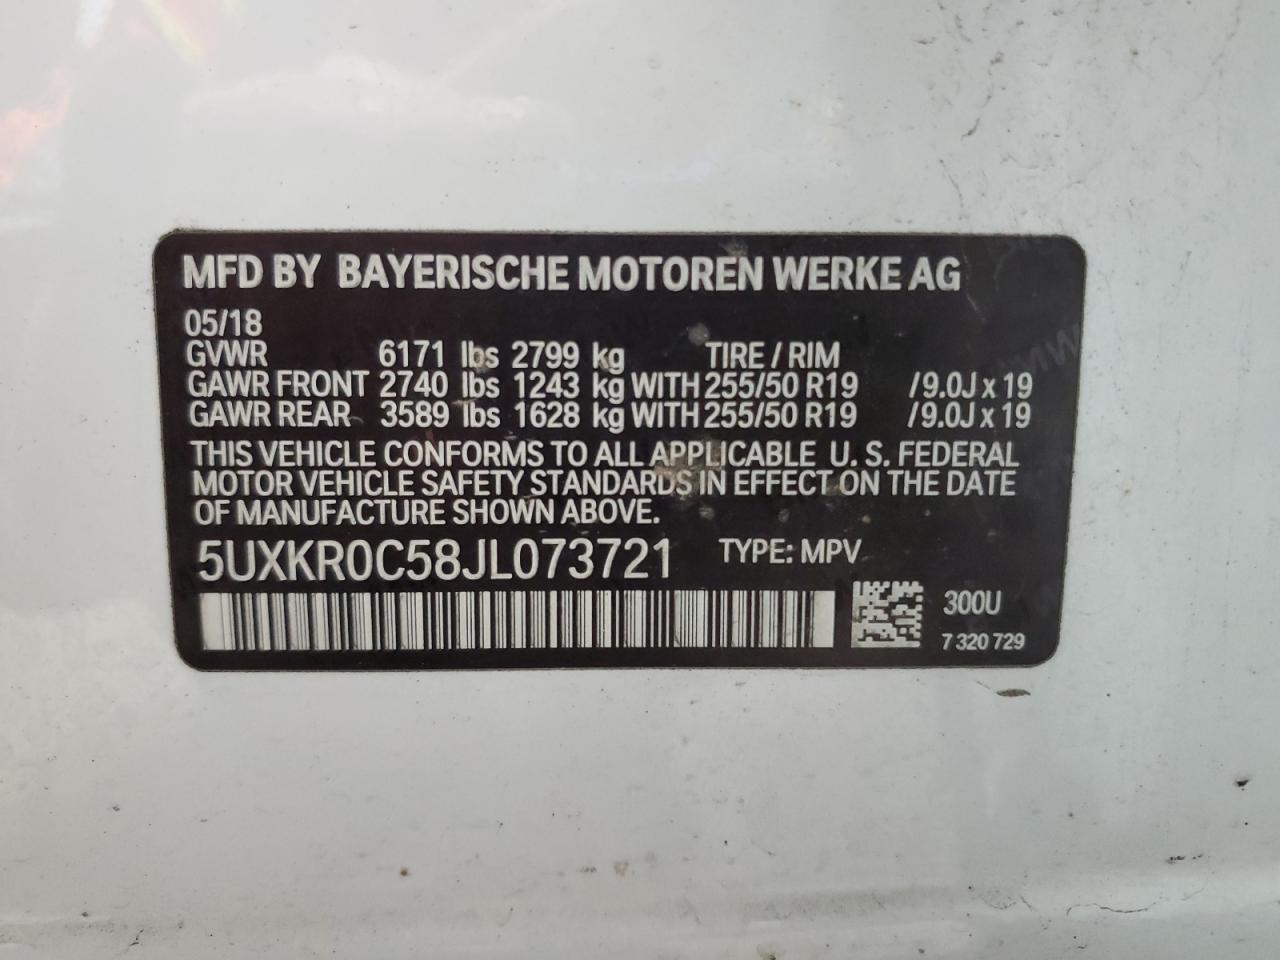 MFD BY BAYERISCHE MOTOREN WERKE AG
05/18
GVWR 6171 lbs 2799 kg TIRE / RIM
GAWR FRONT 2740 lbs 1243 kg WITH 255/50 R19 /9.0J x 19
GAWR REAR 3589 lbs 1628 kg WITH 255/50 R19 /9.0J x 19
THIS VEHICLE CONFORMS TO ALL APPLICABLE U. S. FEDERAL
MOTOR VEHICLE SAFETY STANDARDS IN EFFECT ON THE DATE
OF MANUFACTURE SHOWN ABOVE.
5UXKR0C58JL073721 TYPE: MPV
300U
7 320 729